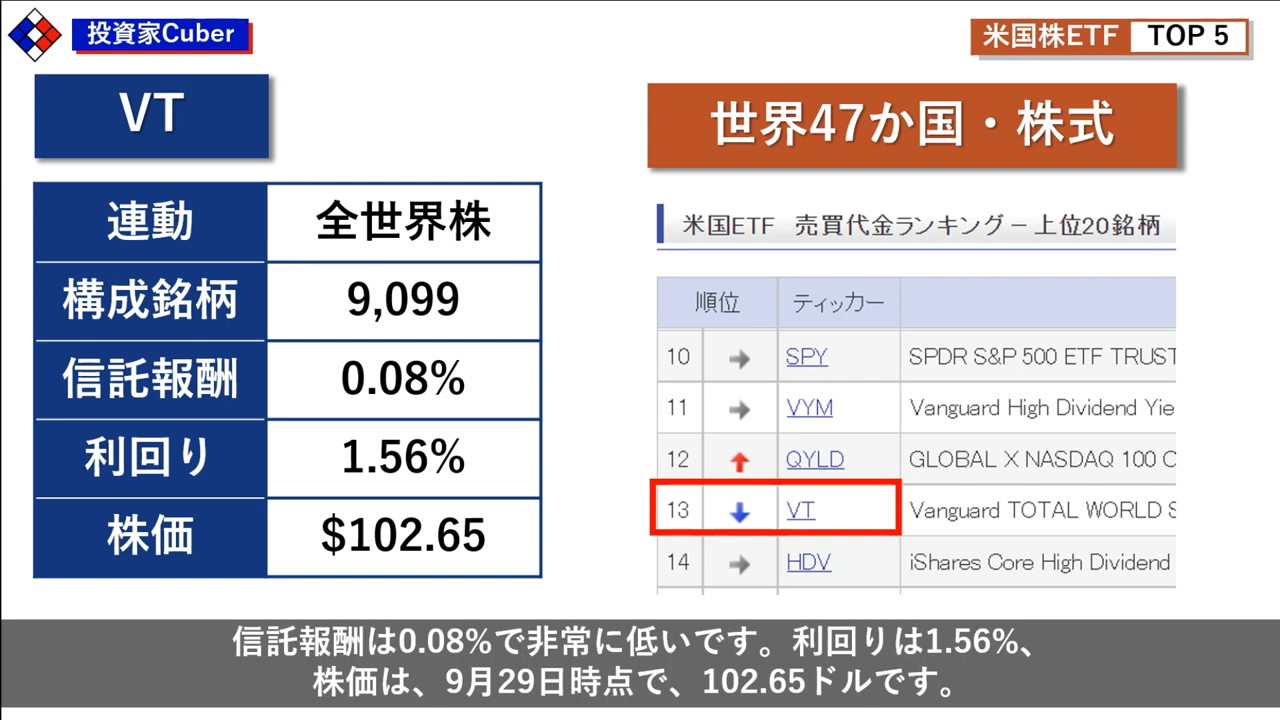 投資家Cuber
米国株ETF TOP 5
VT
世界47か国・株式
連動 全世界株
構成銘柄 9,099
信託報酬 0.08%
利回り 1.56%
株価 $102.65
米国ETF 売買代金ランキング－上位20銘柄
順位 ティッカー
10 SPY SPDR S&P 500 ETF TRUST
11 VYM Vanguard High Dividend Yie
12 QYLD GLOBAL X NASDAQ 100 C
13 VT Vanguard TOTAL WORLD S
14 HDV iShares Core High Dividend
信託報酬は0.08%で非常に低いです。利回りは1.56%、
株価は、9月29日時点で、102.65ドルです。